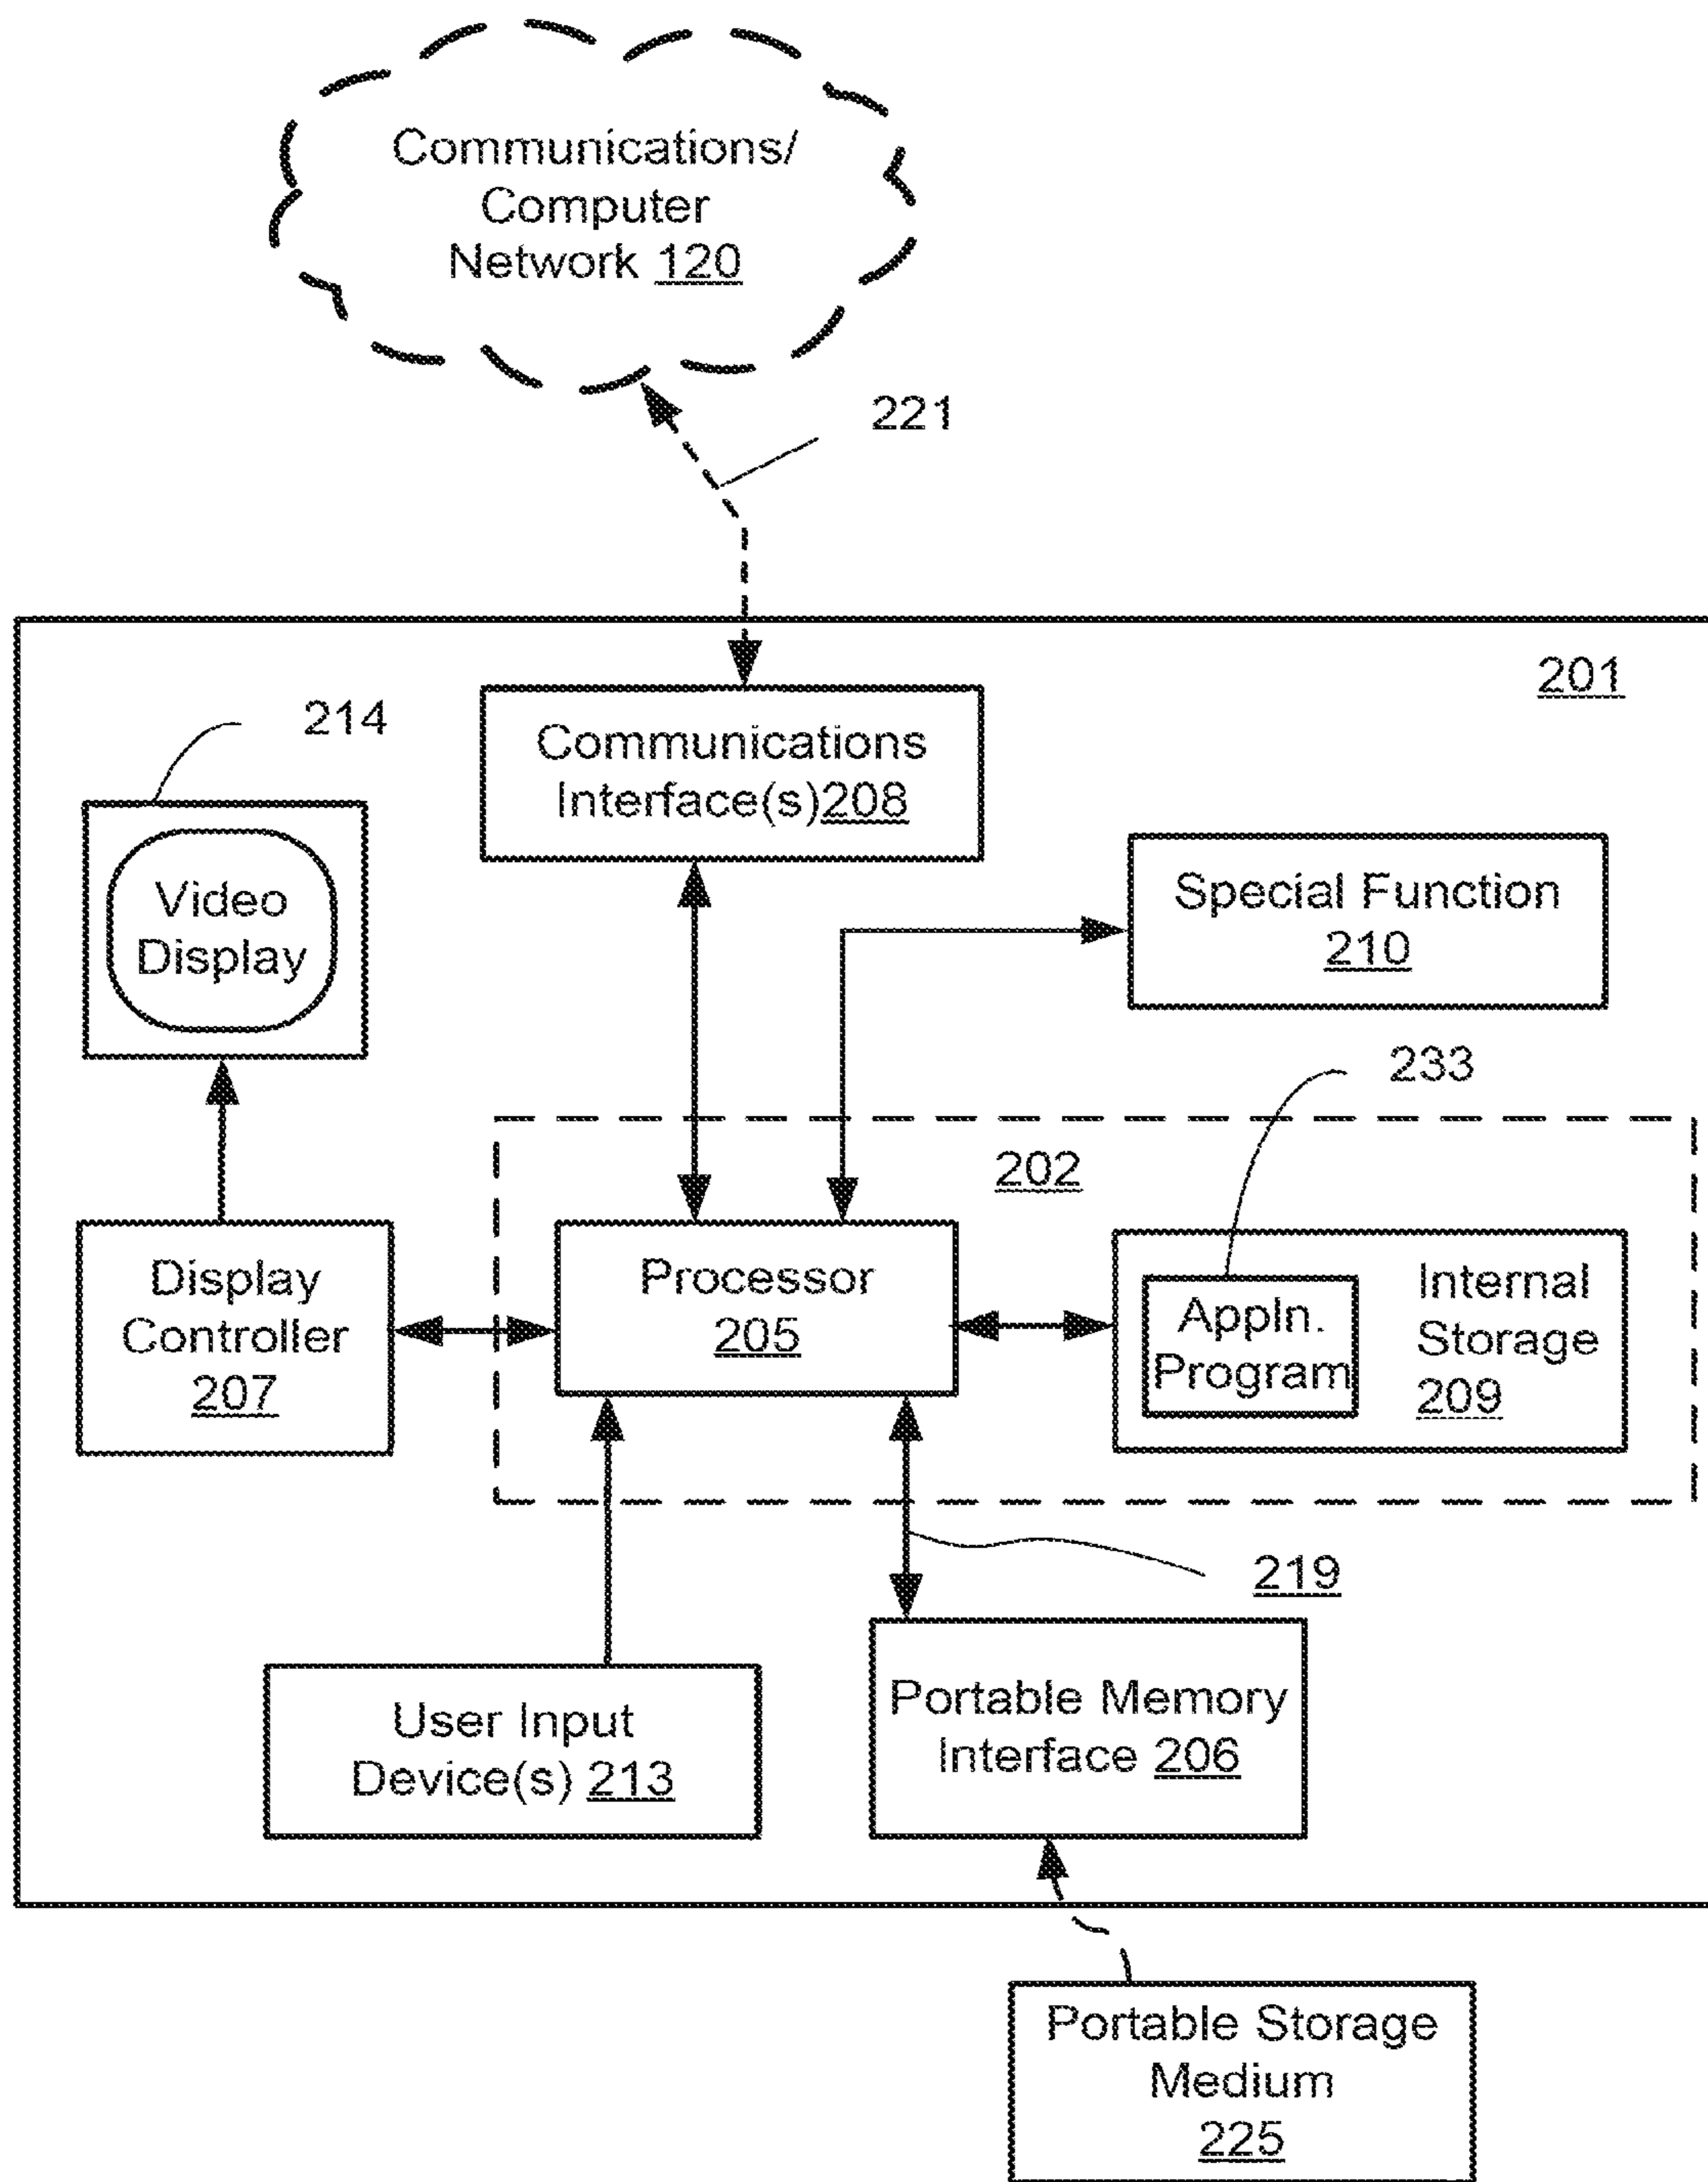 Communications/
Computer
Network 120
221
201
214
Communications
Interface(s)208
Video
Display
Special Function
210
233
202
Display
Controller
207
Processor
205
Appln.
Program
Internal
Storage
209
219
User Input
Device(s) 213
Portable Memory
Interface 206
Portable Storage
Medium
225